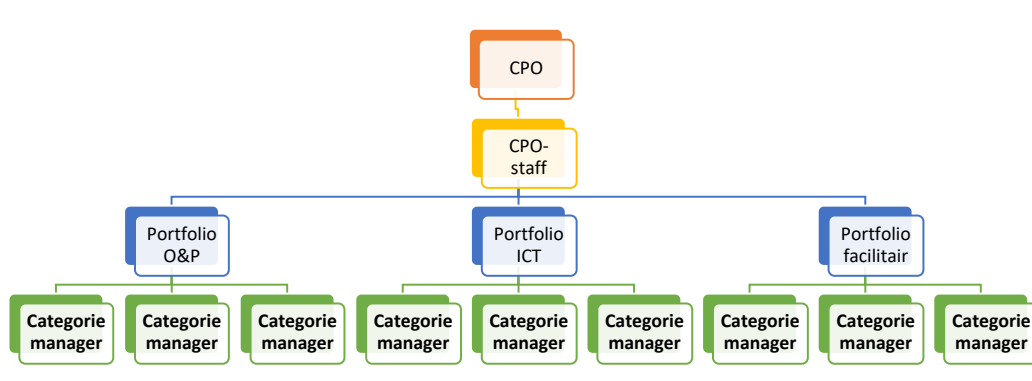 CPO
CPO-
staff
Portfolio
O&P
Portfolio
ICT
Portfolio
facilitair
Categorie
manager
Categorie
manager
Categorie
manager
Categorie
manager
Categorie
manager
Categorie
manager
Categorie
manager
Categorie
manager
Categorie
manager